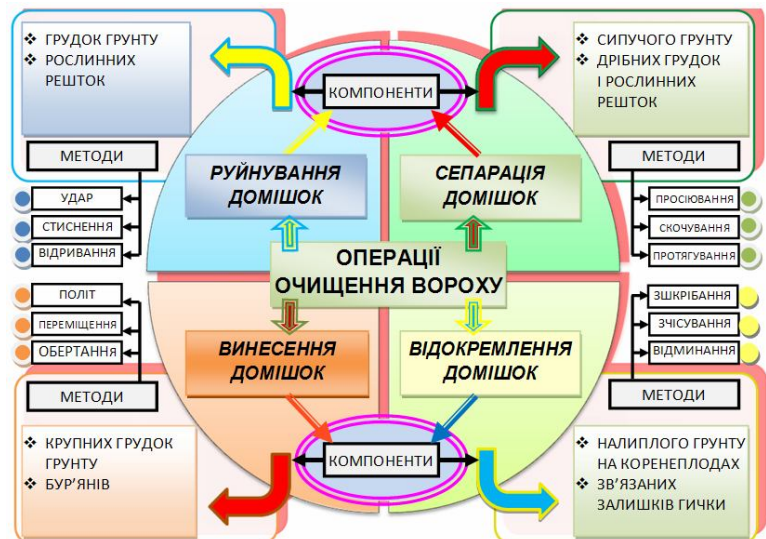 ❖ ГРУДОК ГРУНТУ
❖ РОСЛИННИХ
РЕШТОК
МЕТОДИ
УДАР
СТИСНЕННЯ
ВІДРИВАННЯ
КОМПОНЕНТИ
❖ СИПУЧОГО ГРУНТУ
❖ ДРІБНИХ ГРУДОК
І РОСЛИННИХ
РЕШТОК
МЕТОДИ
ПРОСІЮВАННЯ
СКОЧУВАННЯ
ПРОТЯГУВАННЯ
РУЙНУВАННЯ
ДОМІШОК
СЕПАРАЦІЯ
ДОМІШОК
ОПЕРАЦІЇ
ОЧИЩЕННЯ ВОРОХУ
ВИНЕСЕННЯ
ДОМІШОК
ВІДОКРЕМЛЕННЯ
ДОМІШОК
ПОЛІТ
ПЕРЕМІЩЕННЯ
ОБЕРТАННЯ
МЕТОДИ
❖ КРУПНИХ ГРУДОК
ГРУНТУ
❖ БУР’ЯНІВ
КОМПОНЕНТИ
ЗШКРІБАННЯ
ЗЧІСУВАННЯ
ВІДМИНАННЯ
МЕТОДИ
❖ НАЛИПЛОГО ГРУНТУ
НА КОРЕНЕПЛОДАХ
❖ ЗВ’ЯЗАНИХ
ЗАЛИШКІВ ГИЧКИ